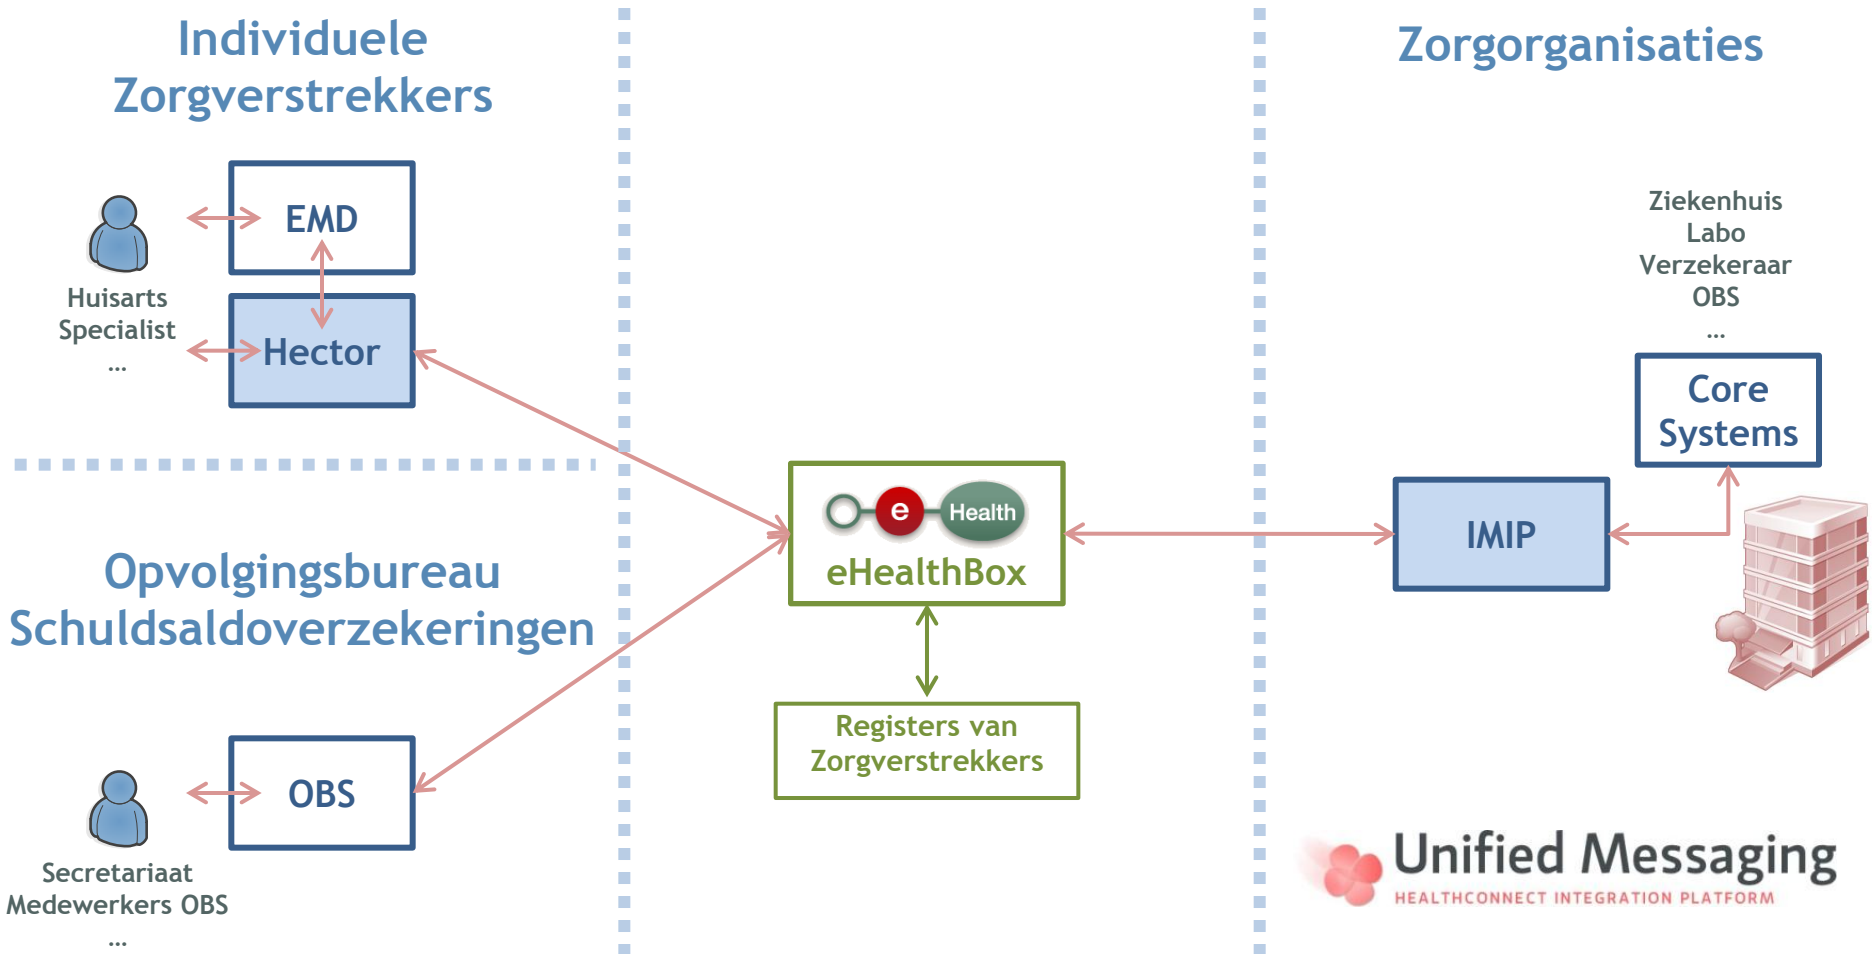 Individuele
Zorgverstrekkers
EMD
Huisarts
Specialist
...
Hector
Opvolgingsbureau
Schuldsaldoverzekeringen
OBS
Secretariaat
Medewerkers OBS
...
e Health
eHealthBox
Registers van
Zorgverstrekkers
Zorgorganisaties
Ziekenhuis
Labo
Verzekeraar
OBS
...
Core
Systems
IMIP
Unified Messaging
HEALTHCONNECT INTEGRATION PLATFORM